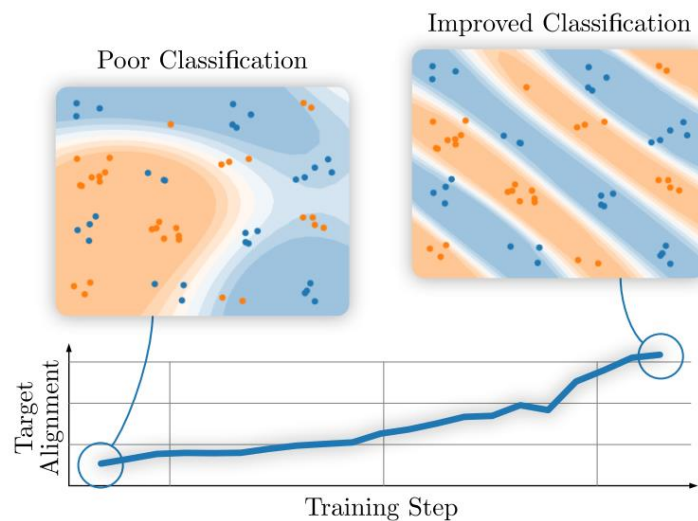 Improved Classification
Poor Classification
Target
Alignment
Training Step